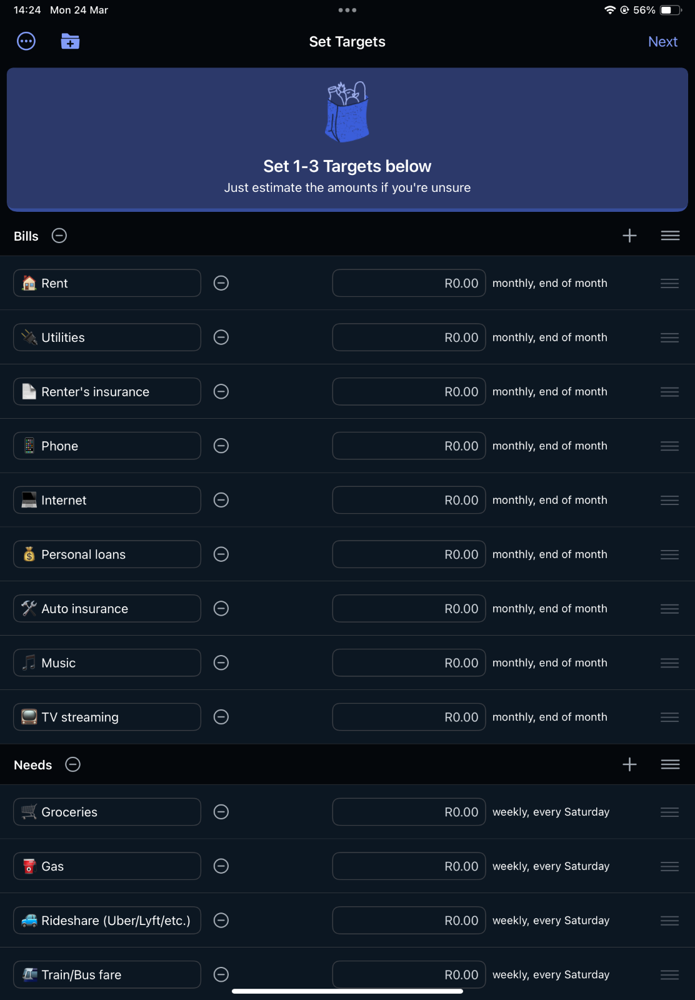 14:24 Mon 24 Mar 56%
Set Targets
Next
Set 1-3 Targets below
Just estimate the amounts if you're unsure
Bills
Rent R0.00 monthly, end of month
Utilities R0.00 monthly, end of month
Renter's insurance R0.00 monthly, end of month
Phone R0.00 monthly, end of month
Internet R0.00 monthly, end of month
Personal loans R0.00 monthly, end of month
Auto insurance R0.00 monthly, end of month
Music R0.00 monthly, end of month
TV streaming R0.00 monthly, end of month
Needs
Groceries R0.00 weekly, every Saturday
Gas R0.00 weekly, every Saturday
Rideshare (Uber/Lyft/etc.) R0.00 weekly, every Saturday
Train/Bus fare R0.00 weekly, every Saturday